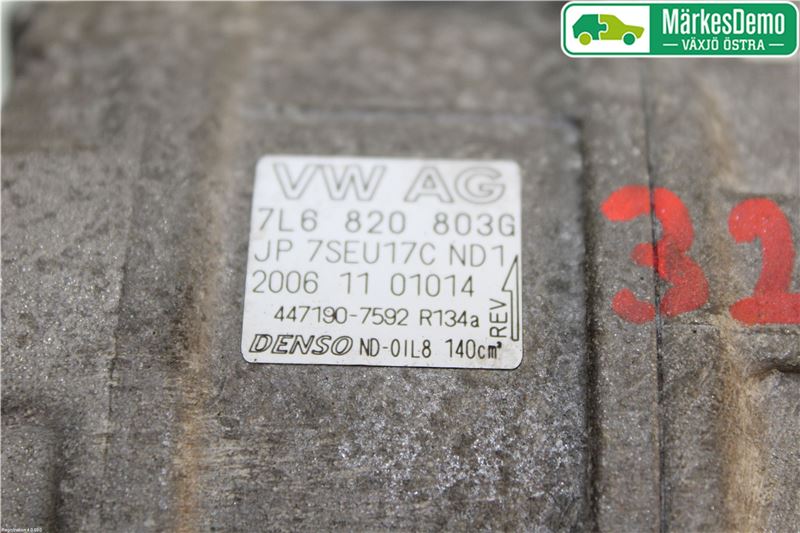 MärkesDemo
VÄXJÖ ÖSTRA
VW AG
7L6 820 803G
JP 7SEU17C ND1
2006 11 01014
447190-7592 R134a
REV
DENSO ND-OIL8 140cm³
32